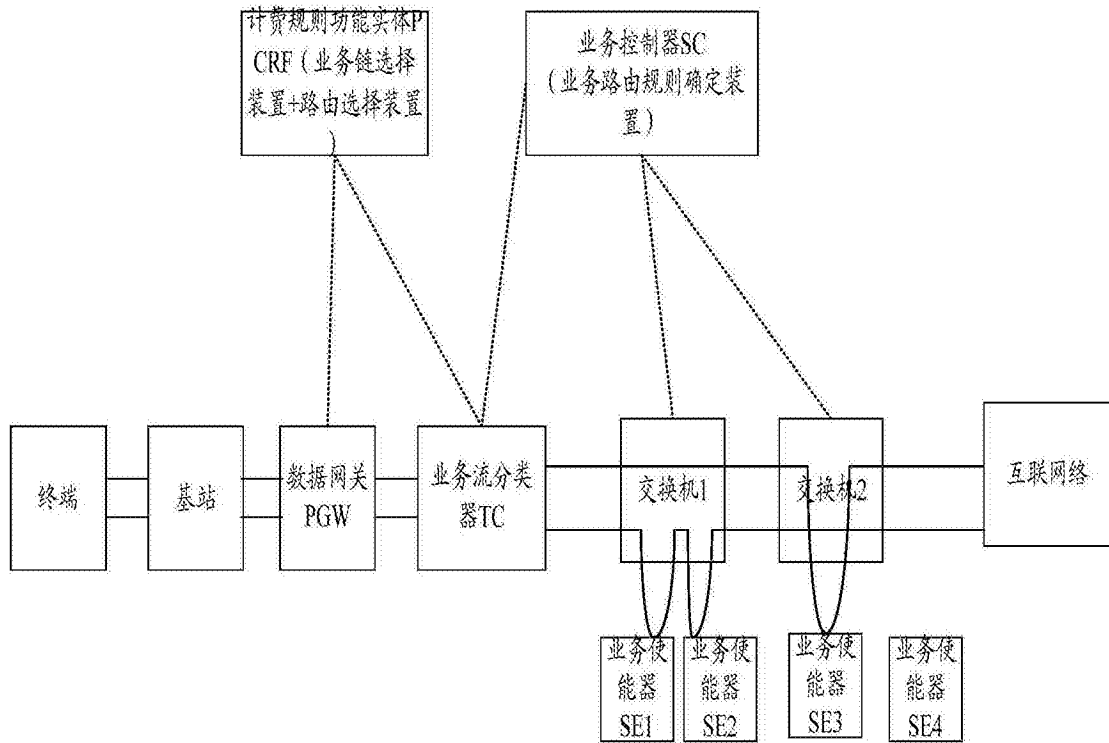 计费规则功能实体P
CRF（业务链选择
装置+路由选择装置
）
业务控制器SC
（业务路由规则确定装
置）
终端
基站
数据网关
PGW
业务流分类
器TC
交换机1
交换机2
互联网络
业务使
能器
SE1
业务使
能器
SE2
业务使
能器
SE3
业务使
能器
SE4